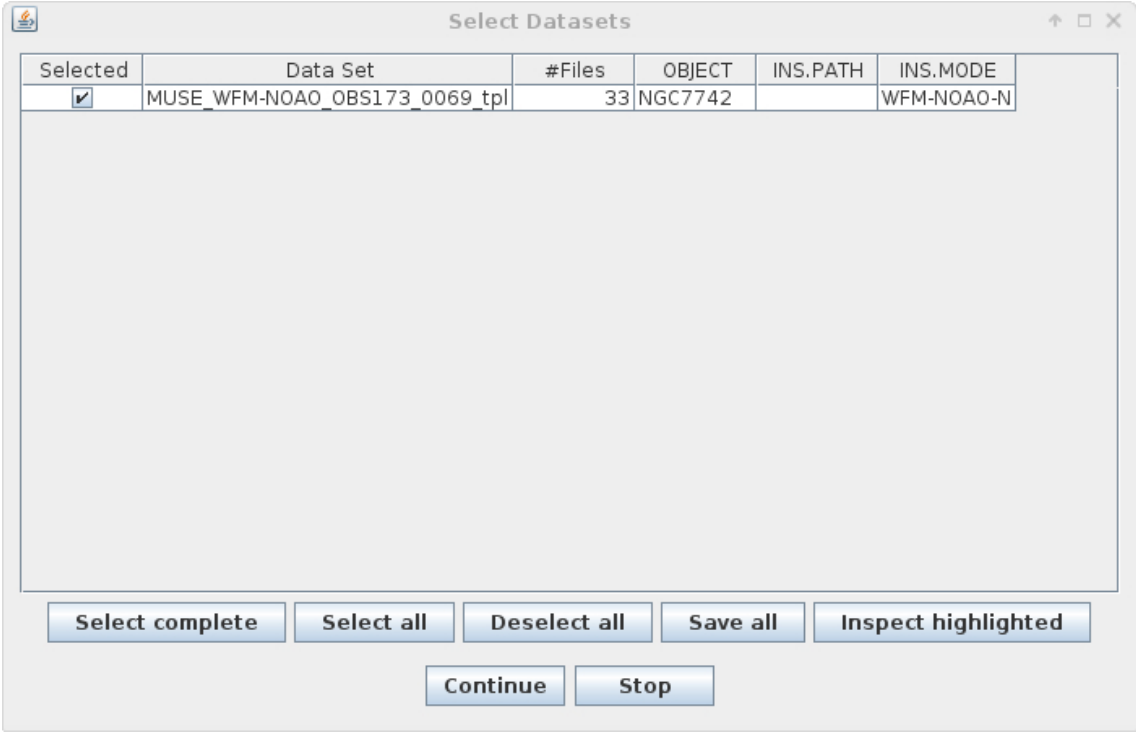 Select Datasets
Selected Data Set #Files OBJECT INS.PATH INS.MODE
MUSE_WFM-NOAO_OBS173_0069_tpl 33 NGC7742 WFM-NOAO-N
Select complete Select all Deselect all Save all Inspect highlighted
Continue Stop